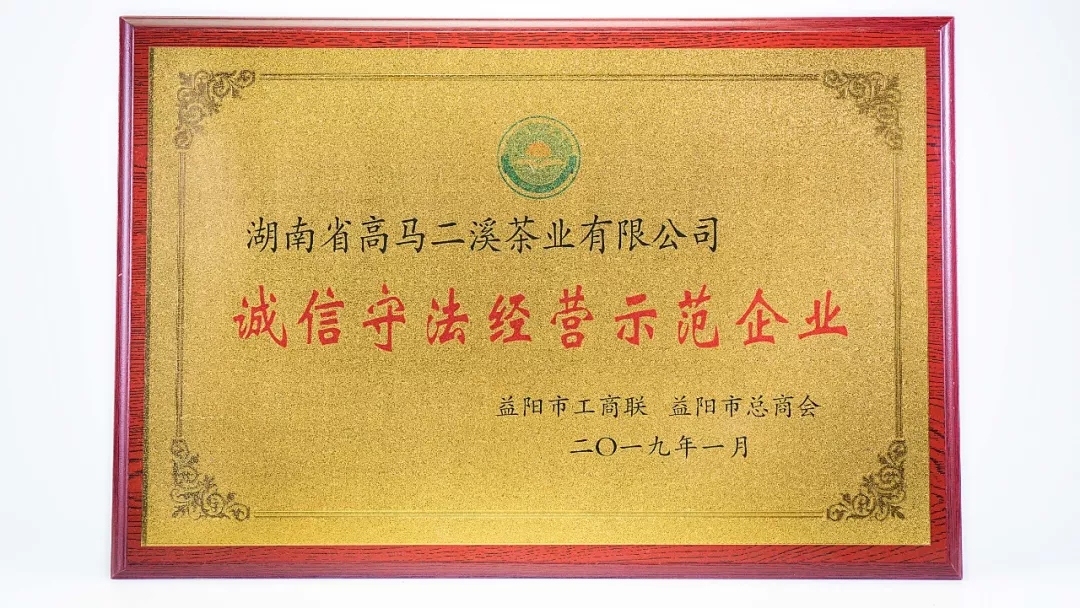 湖南省高马二溪茶业有限公司
诚信守法经营示范企业
益阳市工商联 益阳市总商会
二〇一九年一月